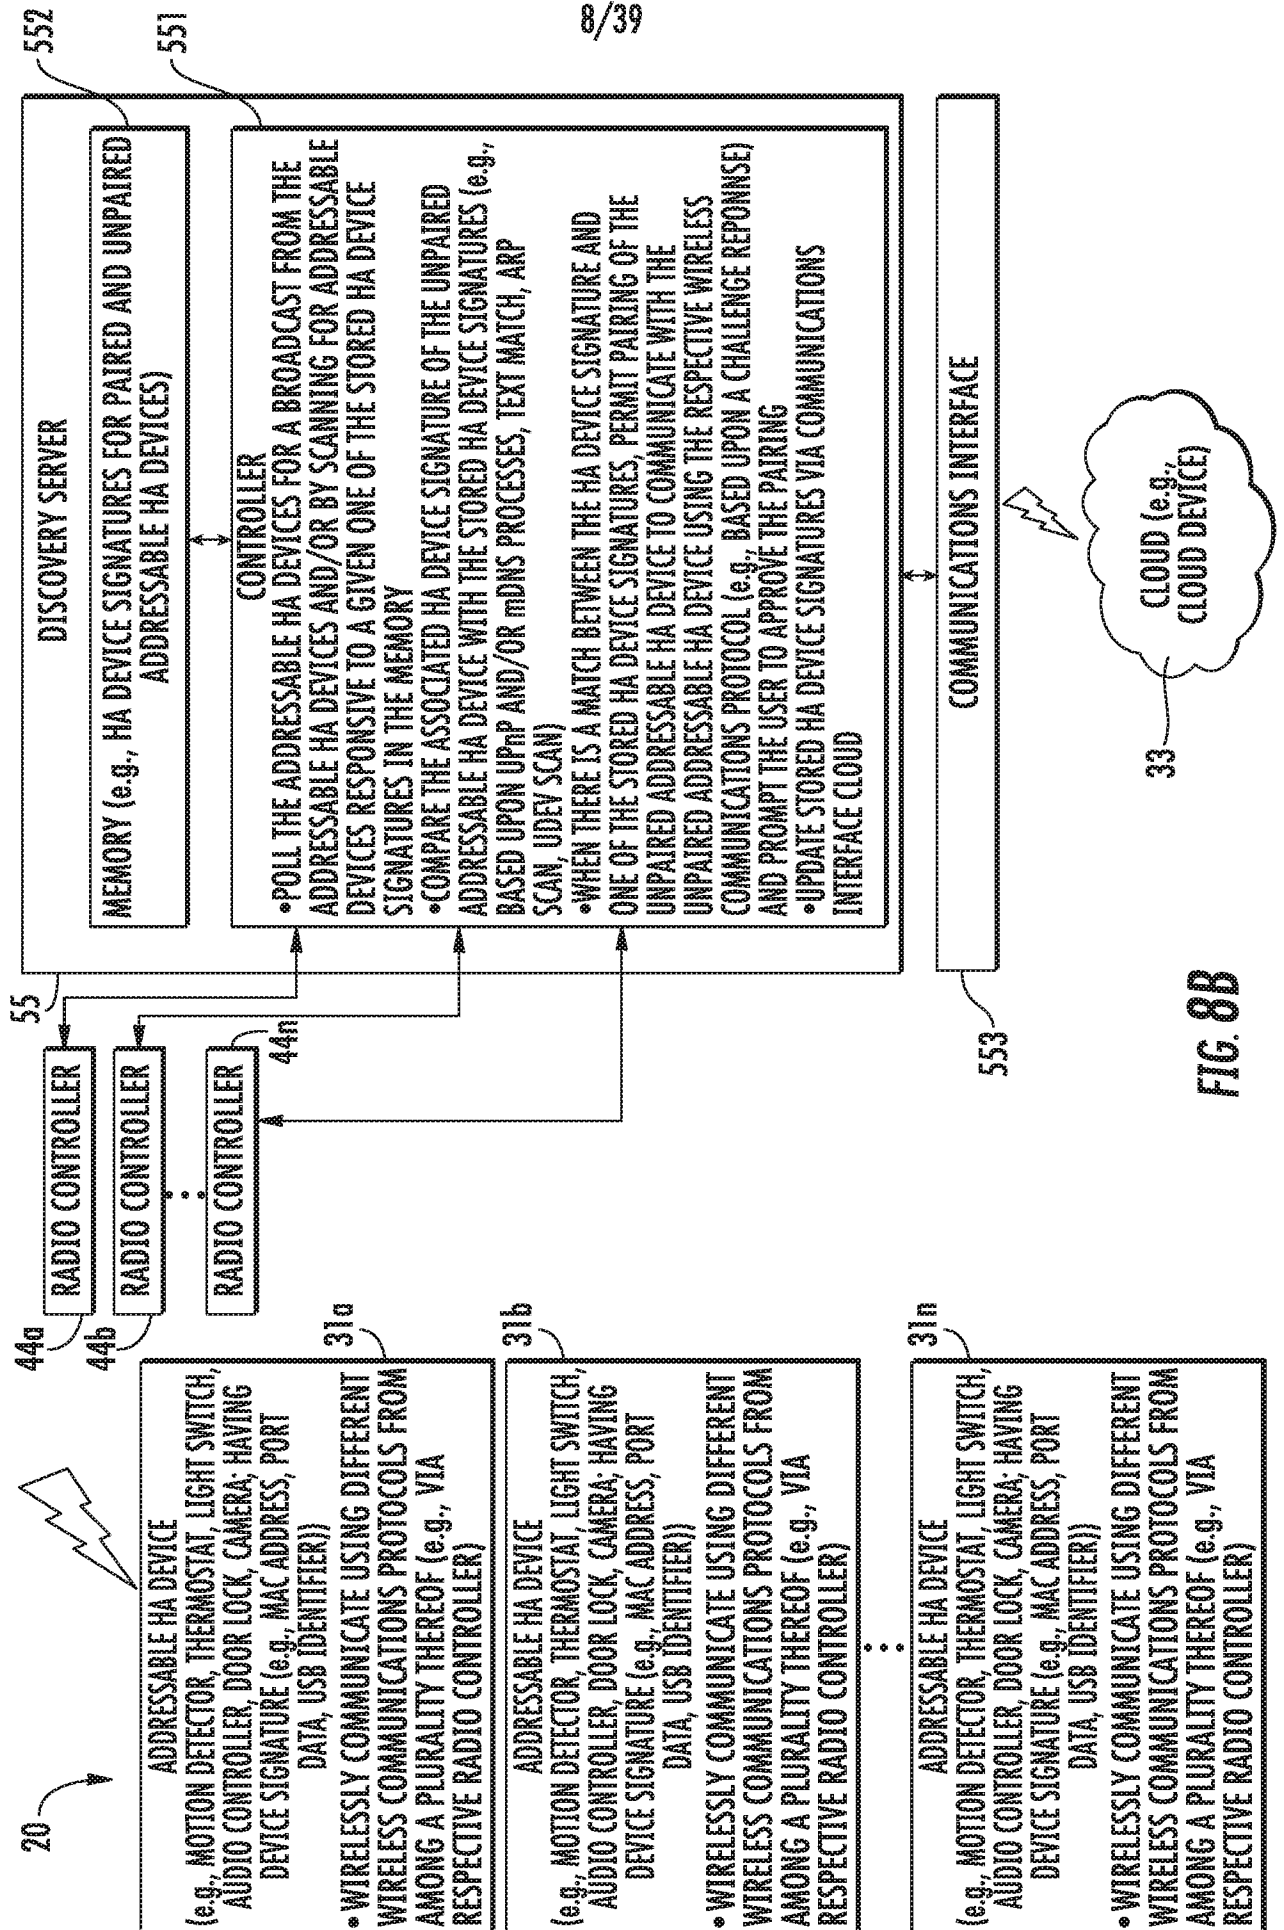 8/39
20
ADDRESSABLE HA DEVICE
(e.g., MOTION DETECTOR, THERMOSTAT, LIGHT SWITCH,
AUDIO CONTROLLER, DOOR LOCK, CAMERA; HAVING
DEVICE SIGNATURE (e.g., MAC ADDRESS, PORT
DATA, USB IDENTIFIER))
• WIRELESSLY COMMUNICATE USING DIFFERENT
WIRELESS COMMUNICATIONS PROTOCOLS FROM
AMONG A PLURALITY THEREOF (e.g., VIA
RESPECTIVE RADIO CONTROLLER)
31a
ADDRESSABLE HA DEVICE
(e.g., MOTION DETECTOR, THERMOSTAT, LIGHT SWITCH,
AUDIO CONTROLLER, DOOR LOCK, CAMERA; HAVING
DEVICE SIGNATURE (e.g., MAC ADDRESS, PORT
DATA, USB IDENTIFIER))
• WIRELESSLY COMMUNICATE USING DIFFERENT
WIRELESS COMMUNICATIONS PROTOCOLS FROM
AMONG A PLURALITY THEREOF (e.g., VIA
RESPECTIVE RADIO CONTROLLER)
31b
ADDRESSABLE HA DEVICE
(e.g., MOTION DETECTOR, THERMOSTAT, LIGHT SWITCH,
AUDIO CONTROLLER, DOOR LOCK, CAMERA; HAVING
DEVICE SIGNATURE (e.g., MAC ADDRESS, PORT
DATA, USB IDENTIFIER))
• WIRELESSLY COMMUNICATE USING DIFFERENT
WIRELESS COMMUNICATIONS PROTOCOLS FROM
AMONG A PLURALITY THEREOF (e.g., VIA
RESPECTIVE RADIO CONTROLLER)
31n
44a
RADIO CONTROLLER
44b
RADIO CONTROLLER
RADIO CONTROLLER
44n
55
DISCOVERY SERVER
552
MEMORY (e.g., HA DEVICE SIGNATURES FOR PAIRED AND UNPAIRED
ADDRESSABLE HA DEVICES)
551
CONTROLLER
•POLL THE ADDRESSABLE HA DEVICES FOR A BROADCAST FROM THE
ADDRESSABLE HA DEVICES AND/OR BY SCANNING FOR ADDRESSABLE
DEVICES RESPONSIVE TO A GIVEN ONE OF THE STORED HA DEVICE
SIGNATURES IN THE MEMORY
•COMPARE THE ASSOCIATED HA DEVICE SIGNATURE OF THE UNPAIRED
ADDRESSABLE HA DEVICE WITH THE STORED HA DEVICE SIGNATURES (e.g.,
BASED UPON UPnP AND/OR mDNS PROCESSES, TEXT MATCH, ARP
SCAN, UDEV SCAN)
•WHEN THERE IS A MATCH BETWEEN THE HA DEVICE SIGNATURE AND
ONE OF THE STORED HA DEVICE SIGNATURES, PERMIT PAIRING OF THE
UNPAIRED ADDRESSABLE HA DEVICE TO COMMUNICATE WITH THE
UNPAIRED ADDRESSABLE HA DEVICE USING THE RESPECTIVE WIRELESS
COMMUNICATIONS PROTOCOL (e.g., BASED UPON A CHALLENGE REPONNSE)
AND PROMPT THE USER TO APPROVE THE PAIRING
•UPDATE STORED HA DEVICE SIGNATURES VIA COMMUNICATIONS
INTERFACE CLOUD
COMMUNICATIONS INTERFACE
553
CLOUD (e.g.,
CLOUD DEVICE)
33
FIG. 8B